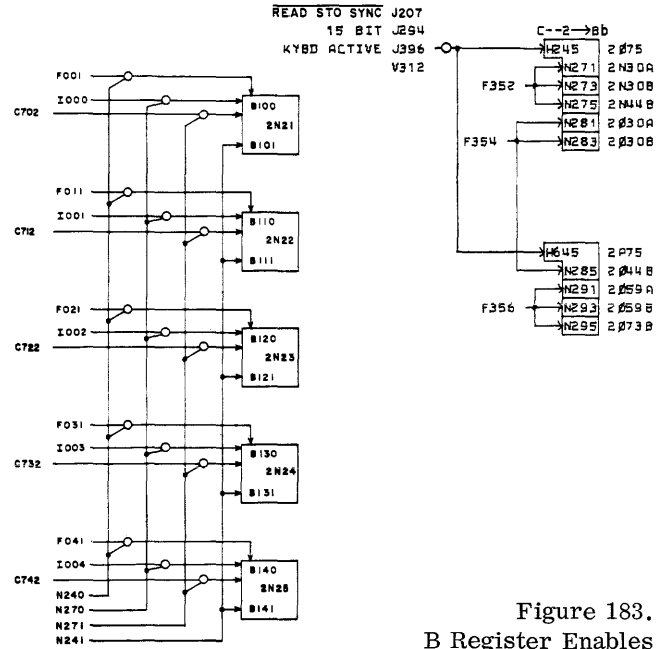 READ STO SYNC J207
15 BIT J294
KYBD ACTIVE J396
V312
C--2→Bb
H245 2Ø75
N271 2N30A
F352 N273 2N30B
N275 2N44B
N281 2Ø30A
F354 N283 2Ø30B
H645 2P75
N285 2Ø44B
N291 2Ø59A
F356 N293 2Ø59B
N295 2Ø73B
F001
I000
C702
B100
2N21
B101
F011
I001
C712
B110
2N22
B111
F021
I002
C722
B120
2N23
B121
F031
I003
C732
B130
2N24
B131
F041
I004
C742
B140
2N25
B141
N240
N270
N271
N241
Figure 183.
B Register Enables